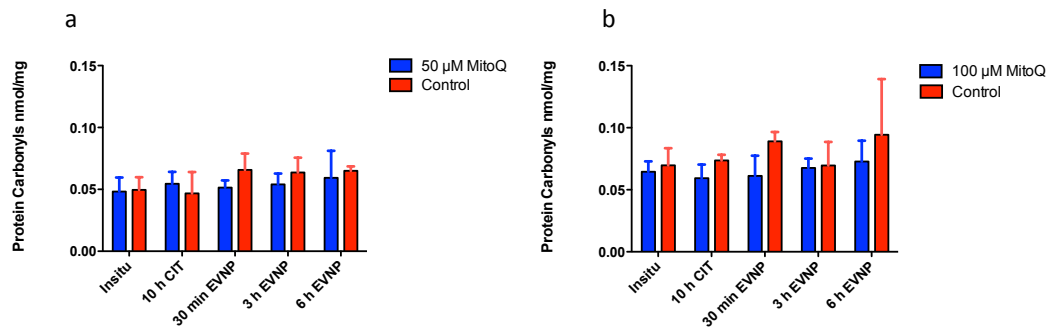 a
Protein Carbonyls nmol/mg
0.15
0.10
0.05
0.00
Insitu
10 h CIT
30 min EVNP
3 h EVNP
6 h EVNP
50 µM MitoQ
Control
b
Protein Carbonyls nmol/mg
0.15
0.10
0.05
0.00
Insitu
10 h CIT
30 min EVNP
3 h EVNP
6 h EVNP
100 µM MitoQ
Control